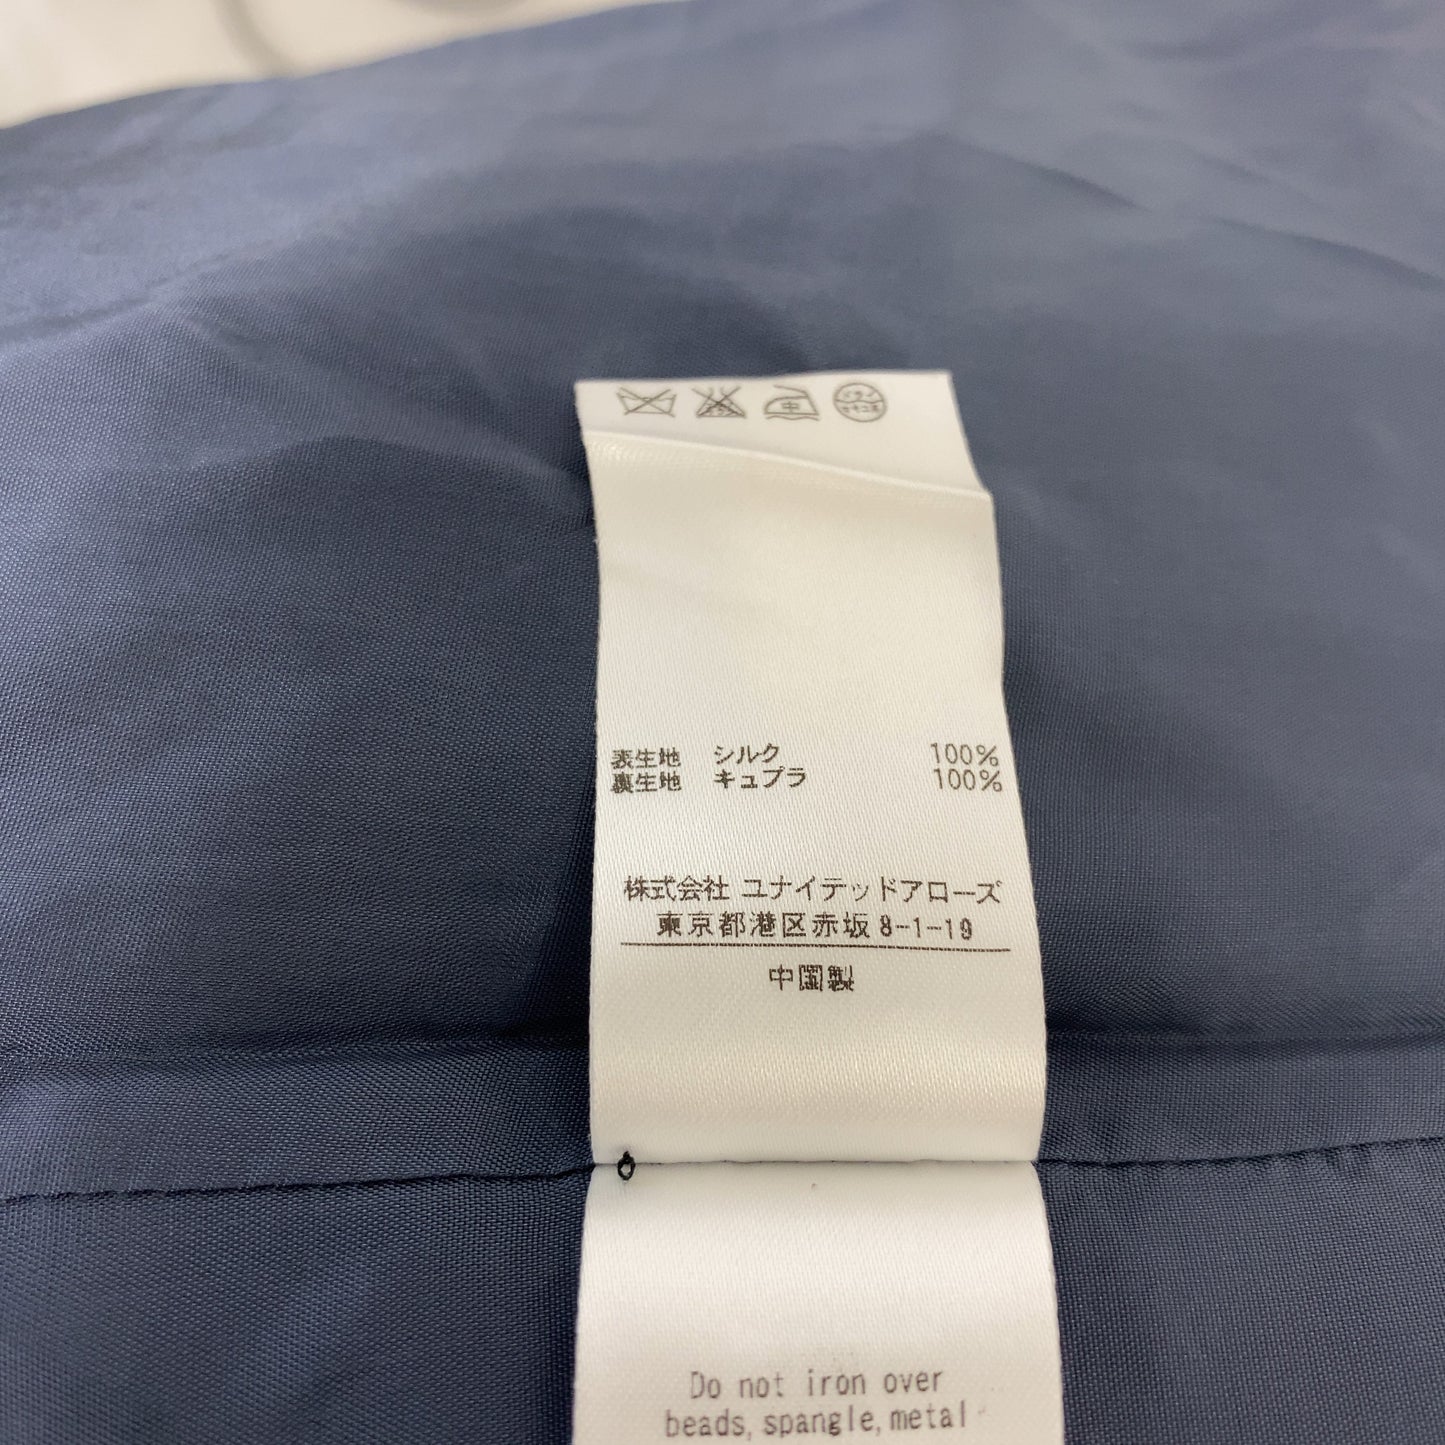 中
表生地 シルク 100%
裏生地 キュプラ 100%
株式会社 ユナイテッドアローズ
東京都港区赤坂 8-1-19
中国製
Do not iron over
beads, spangle, metal